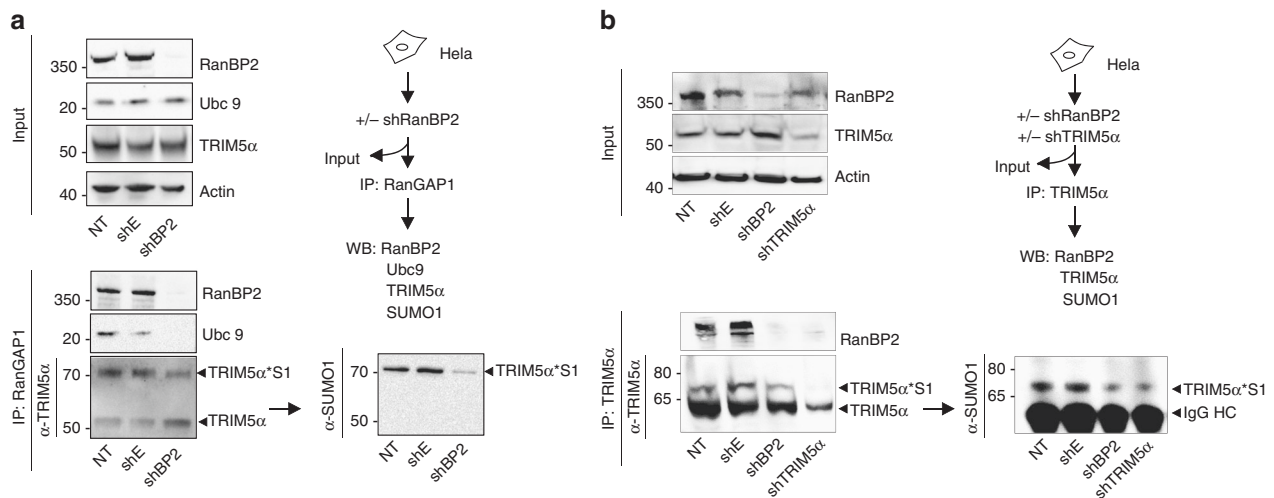 a
Input
350
RanBP2
20
Ubc 9
50
TRIM5α
40
Actin
NT
shE
shBP2
IP: RanGAP1
α-TRIM5α
350
RanBP2
20
Ubc 9
70
TRIM5α*S1
50
TRIM5α
NT
shE
shBP2
Hela
+/– shRanBP2
Input
IP: RanGAP1
WB: RanBP2
Ubc9
TRIM5α
SUMO1
α-SUMO1
70
TRIM5α*S1
50
NT
shE
shBP2
b
Input
350
RanBP2
50
TRIM5α
40
Actin
NT
shE
shBP2
shTRIM5α
IP: TRIM5α
α-TRIM5α
RanBP2
80
TRIM5α*S1
65
TRIM5α
NT
shE
shBP2
shTRIM5α
Hela
+/– shRanBP2
+/– shTRIM5α
Input
IP: TRIM5α
WB: RanBP2
TRIM5α
SUMO1
α-SUMO1
80
TRIM5α*S1
65
IgG HC
NT
shE
shBP2
shTRIM5α